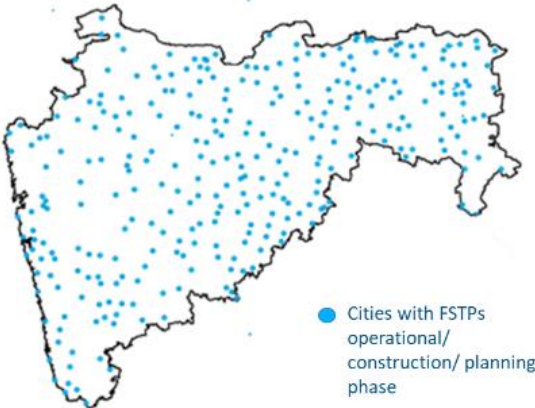 Cities with FSTPs
operational/
construction/ planning
phase